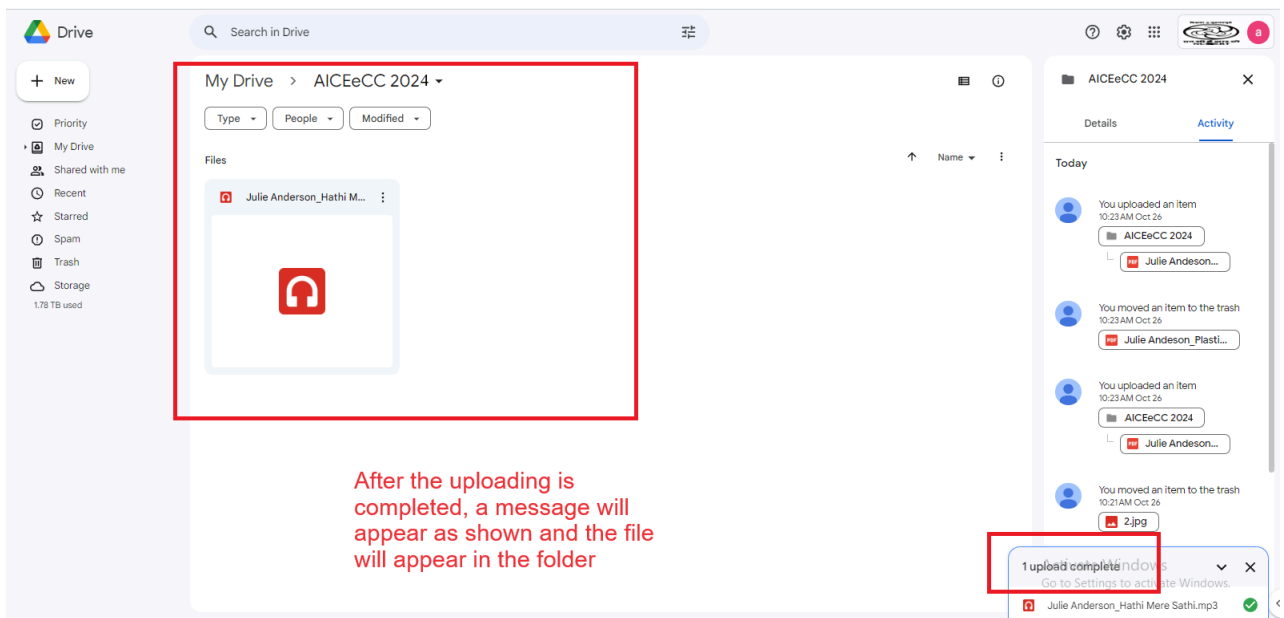 Drive
Search in Drive
a
New
My Drive > AICEeCC 2024
AICEeCC 2024
Type
People
Modified
Details
Activity
Priority
My Drive
Shared with me
Recent
Starred
Spam
Trash
Storage
1.78 TB used
Files
Name
Julie Anderson_Hathi M...
Today
You uploaded an item
10:23 AM Oct 26
AICEeCC 2024
PDF Julie Andeson...
You moved an item to the trash
10:23 AM Oct 26
PDF Julie Andeson_Plasti...
You uploaded an item
10:23 AM Oct 26
AICEeCC 2024
PDF Julie Andeson...
You moved an item to the trash
10:21 AM Oct 26
2.jpg
After the uploading is
completed, a message will
appear as shown and the file
will appear in the folder
1 upload complete
Activate Windows
Go to Settings to activate Windows.
Julie Anderson_Hathi Mere Sathi.mp3